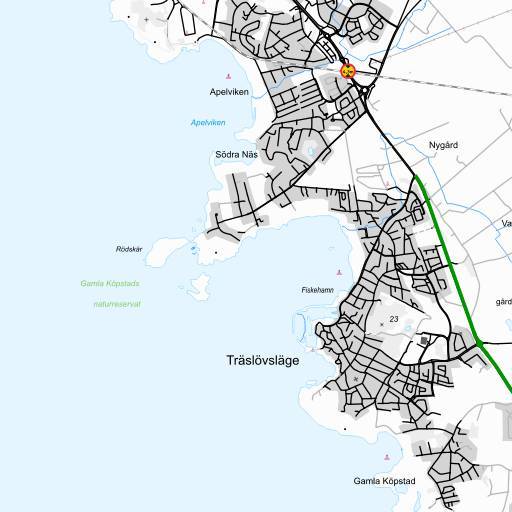 Apelviken
Apelviken
Nygård
Södra Näs
Va
Rödskär
Gamla Köpstads
naturreservat
Fiskehamn
gård
23
Träslövsläge
Gamla Köpstad